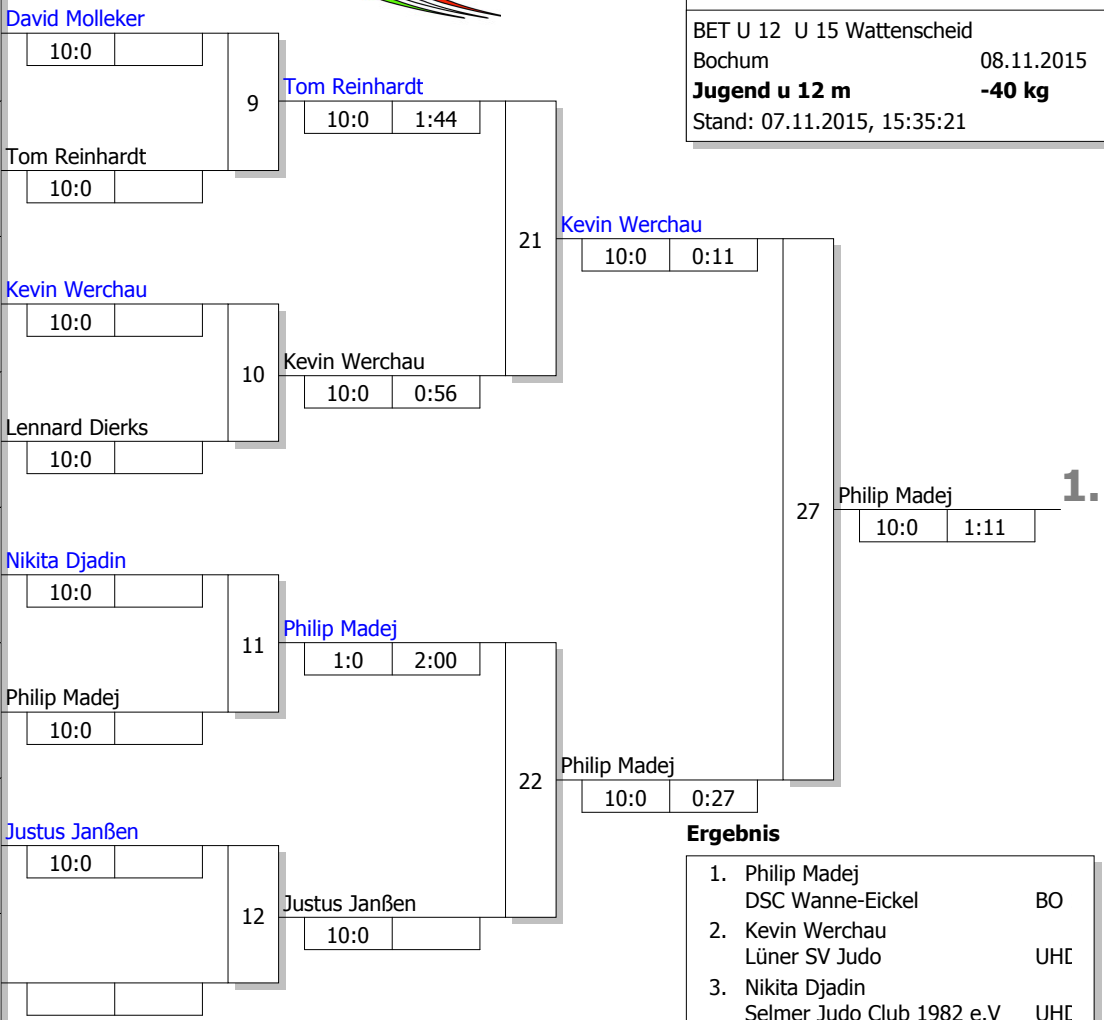 David Molleker
10:0
9
Tom Reinhardt
10:0
Tom Reinhardt
10:0 1:44
Kevin Werchau
10:0
10
Lennard Dierks
10:0
Kevin Werchau
10:0 0:56
21
Kevin Werchau
10:0 0:11
Nikita Djadin
10:0
11
Philip Madej
10:0
Philip Madej
1:0 2:00
Justus Janßen
10:0
12
Justus Janßen
10:0
22
Philip Madej
10:0 0:27
27
Philip Madej
10:0 1:11
1.
BET U 12 U 15 Wattenscheid
Bochum 08.11.2015
Jugend u 12 m -40 kg
Stand: 07.11.2015, 15:35:21
Ergebnis
1. Philip Madej
DSC Wanne-Eickel BO
2. Kevin Werchau
Lüner SV Judo
3. Nikita Djadin
Selmer Judo Club 1982 e.V